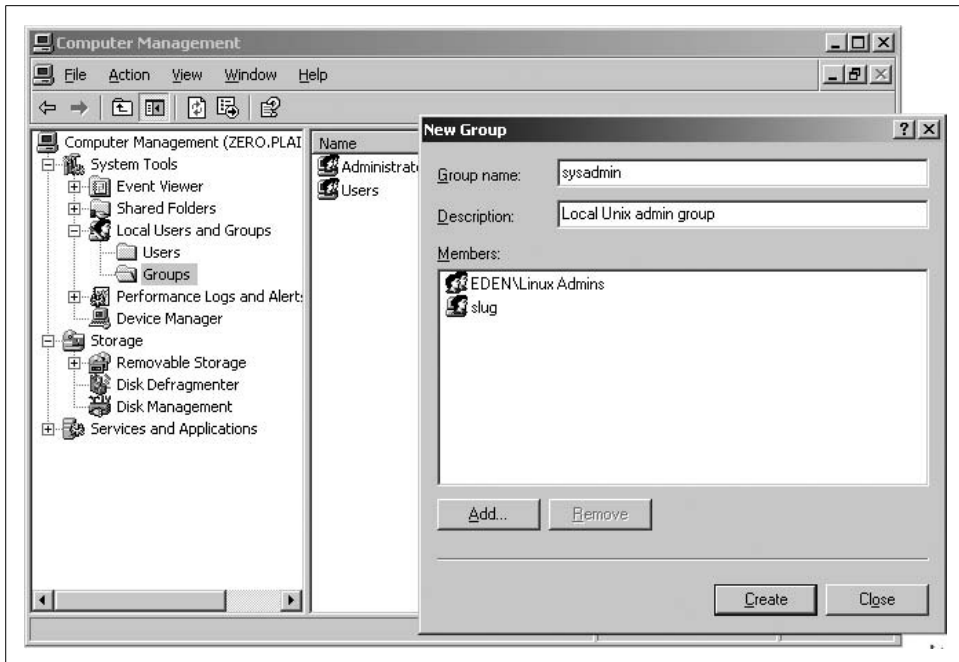 Computer Management
File Action View Window Help
Computer Management (ZERO.PLAI
System Tools
Event Viewer
Shared Folders
Local Users and Groups
Users
Groups
Performance Logs and Alert
Device Manager
Storage
Removable Storage
Disk Defragmenter
Disk Management
Services and Applications
Name
Administrat
Users
New Group
Group name: sysadmin
Description: Local Unix admin group
Members:
EDEN\Linux Admins
slug
Add... Remove
Create Close